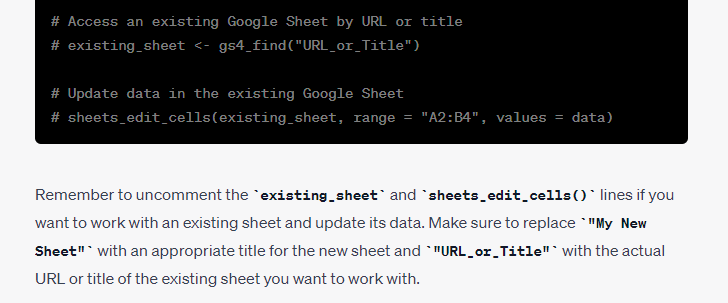 # Access an existing Google Sheet by URL or title
# existing_sheet <- gs4_find("URL_or_Title")
# Update data in the existing Google Sheet
# sheets_edit_cells(existing_sheet, range = "A2:B4", values = data)
Remember to uncomment the `existing_sheet` and `sheets_edit_cells()` lines if you
want to work with an existing sheet and update its data. Make sure to replace `"My New
Sheet"` with an appropriate title for the new sheet and `"URL_or_Title"` with the actual
URL or title of the existing sheet you want to work with.